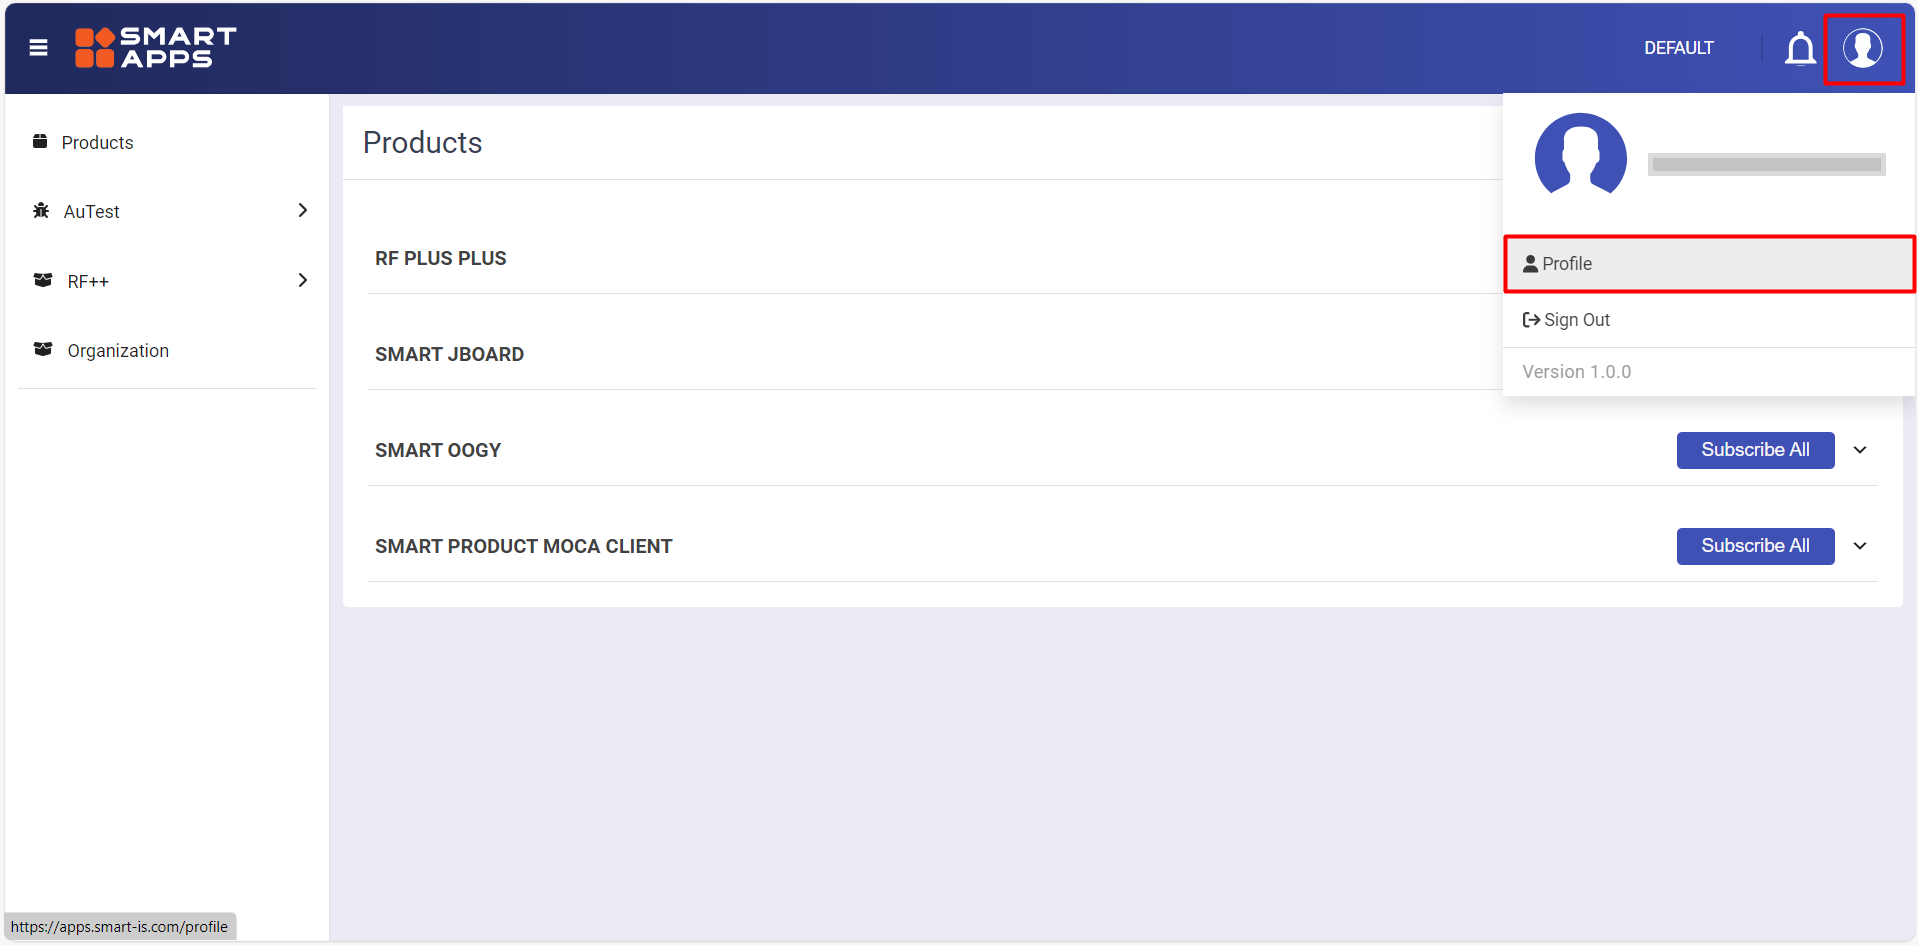 SMART
APPS
DEFAULT
Products
AuTest
RF++
Organization
Products
RF PLUS PLUS
SMART JBOARD
SMART OOGY
Subscribe All
SMART PRODUCT MOCA CLIENT
Subscribe All
Profile
Sign Out
Version 1.0.0
https://apps.smart-is.com/profile